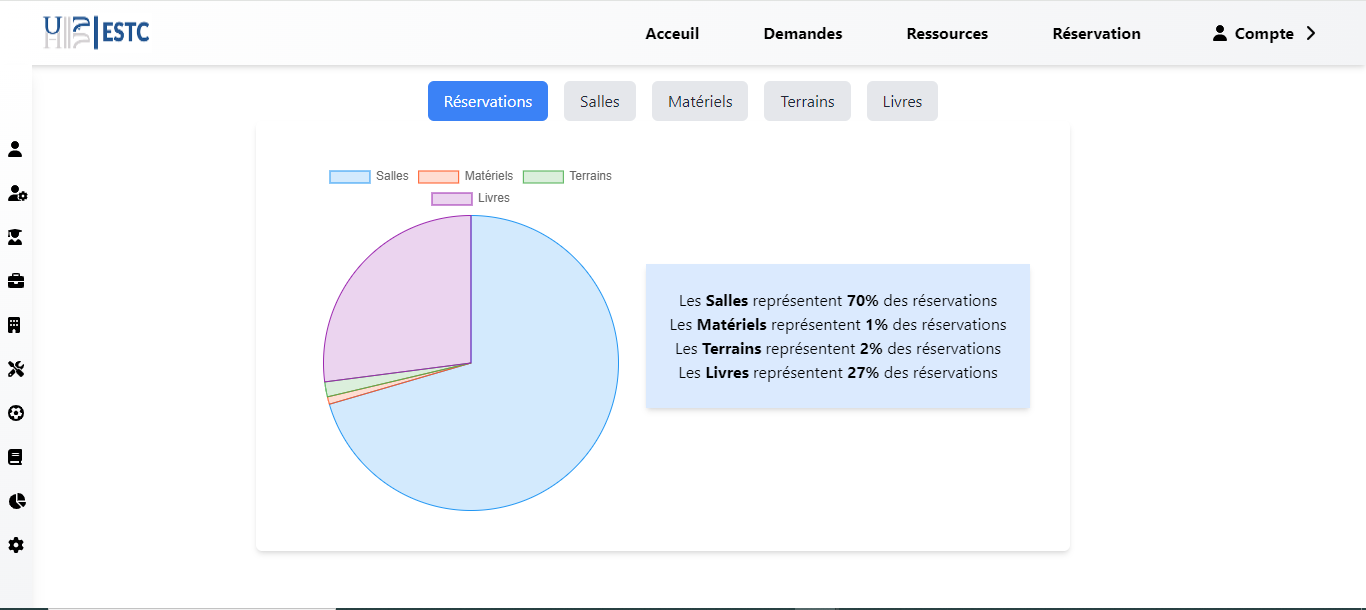 UH2C ESTC
Acceuil Demandes Ressources Réservation Compte
Réservations Salles Matériels Terrains Livres
Salles Matériels Terrains
Livres
Les Salles représentent 70% des réservations
Les Matériels représentent 1% des réservations
Les Terrains représentent 2% des réservations
Les Livres représentent 27% des réservations